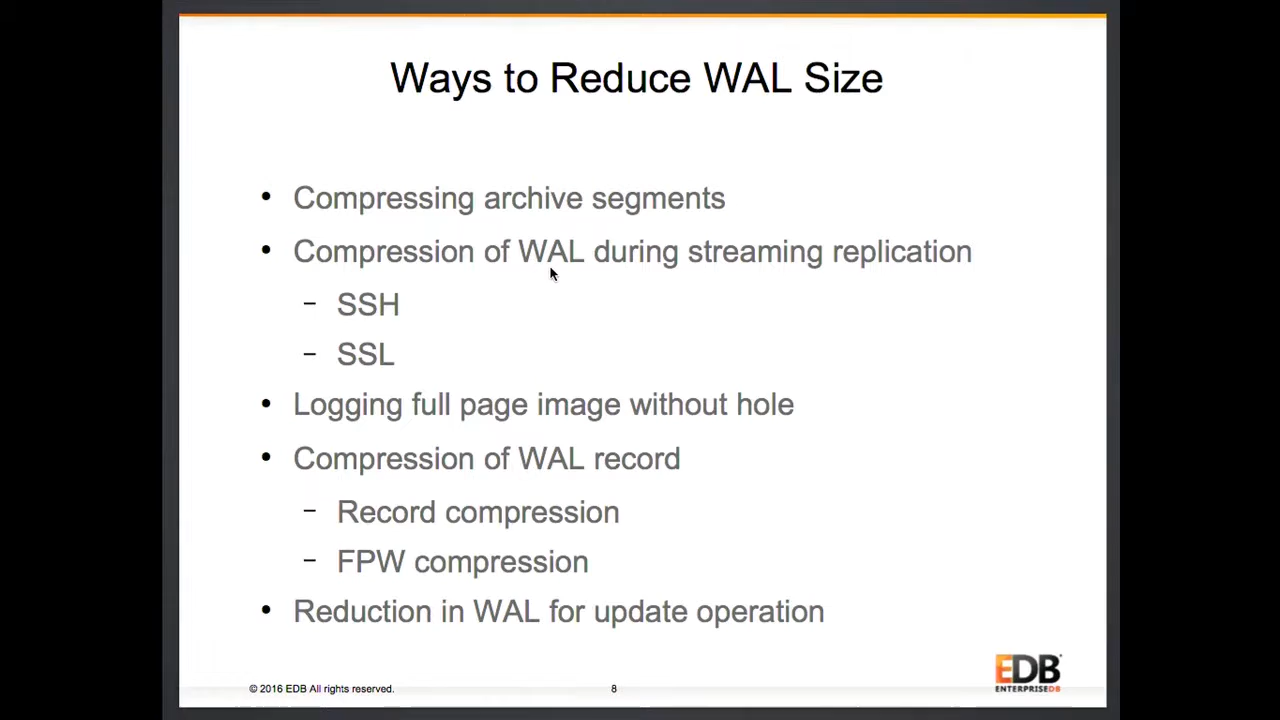 Ways to Reduce WAL Size
• Compressing archive segments
• Compression of WAL during streaming replication
– SSH
– SSL
• Logging full page image without hole
• Compression of WAL record
– Record compression
– FPW compression
• Reduction in WAL for update operation
© 2016 EDB All rights reserved.
8
EDB
ENTERPRISEDB